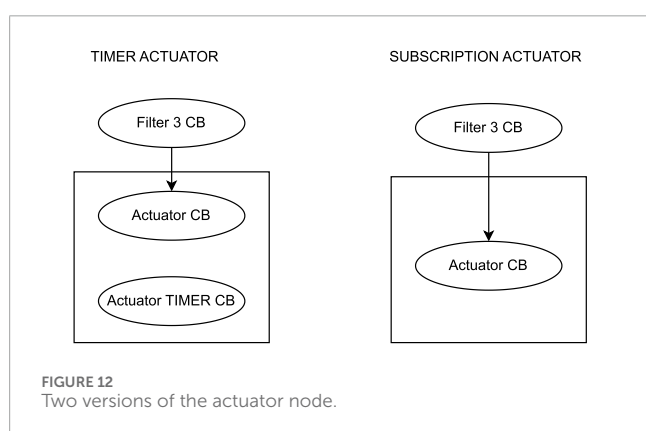 TIMER ACTUATOR
Filter 3 CB
Actuator CB
Actuator TIMER CB
SUBSCRIPTION ACTUATOR
Filter 3 CB
Actuator CB
FIGURE 12
Two versions of the actuator node.